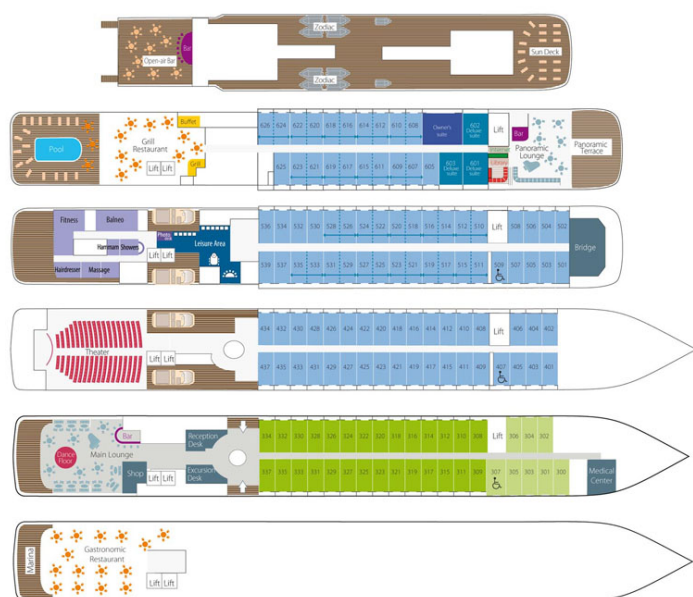 Zodiac
Bar
Open-air Bar
Sun Deck
Zodiac
Buffet
626 624 622 620 618 616 614 612 610 608
Owner's
suite
602
Deluxe
suite
Lift
Bar
Pool
Grill
Restaurant
Internet
Library
Panoramic
Lounge
Panoramic
Terrace
Lift Lift
Grill
625 623 621 619 617 615 611 609 607 605
603
Deluxe
suite
601
Deluxe
suite
Fitness
Balneo
Photo
536 534 532 530 528 526 524 522 520 518 516 514 512 510
Lift
508 506 504 502
Hammam
Showers
Leisure Area
Bridge
Lift Lift
Hairdresser
Massage
539 537 535 533 531 529 527 525 523 521 519 517 515 511
509 507 505 503 501
434 432 430 428 426 424 422 420 418 416 414 412 410 408
Lift
406 404 402
Theater
Lift Lift
437 435 433 431 429 427 425 423 421 419 417 415 411 409
407 405 403 401
Bar
Reception
Desk
334 332 330 328 326 324 322 320 318 316 314 312 310 308
Lift
306 304 302
Dance
Floor
Main Lounge
Shop
Lift Lift
Excursion
Desk
337 335 333 331 329 327 325 323 321 319 317 315 311 309
307 305 303 301 300
Medical
Center
Marina
Gastronomic
Restaurant
Lift Lift